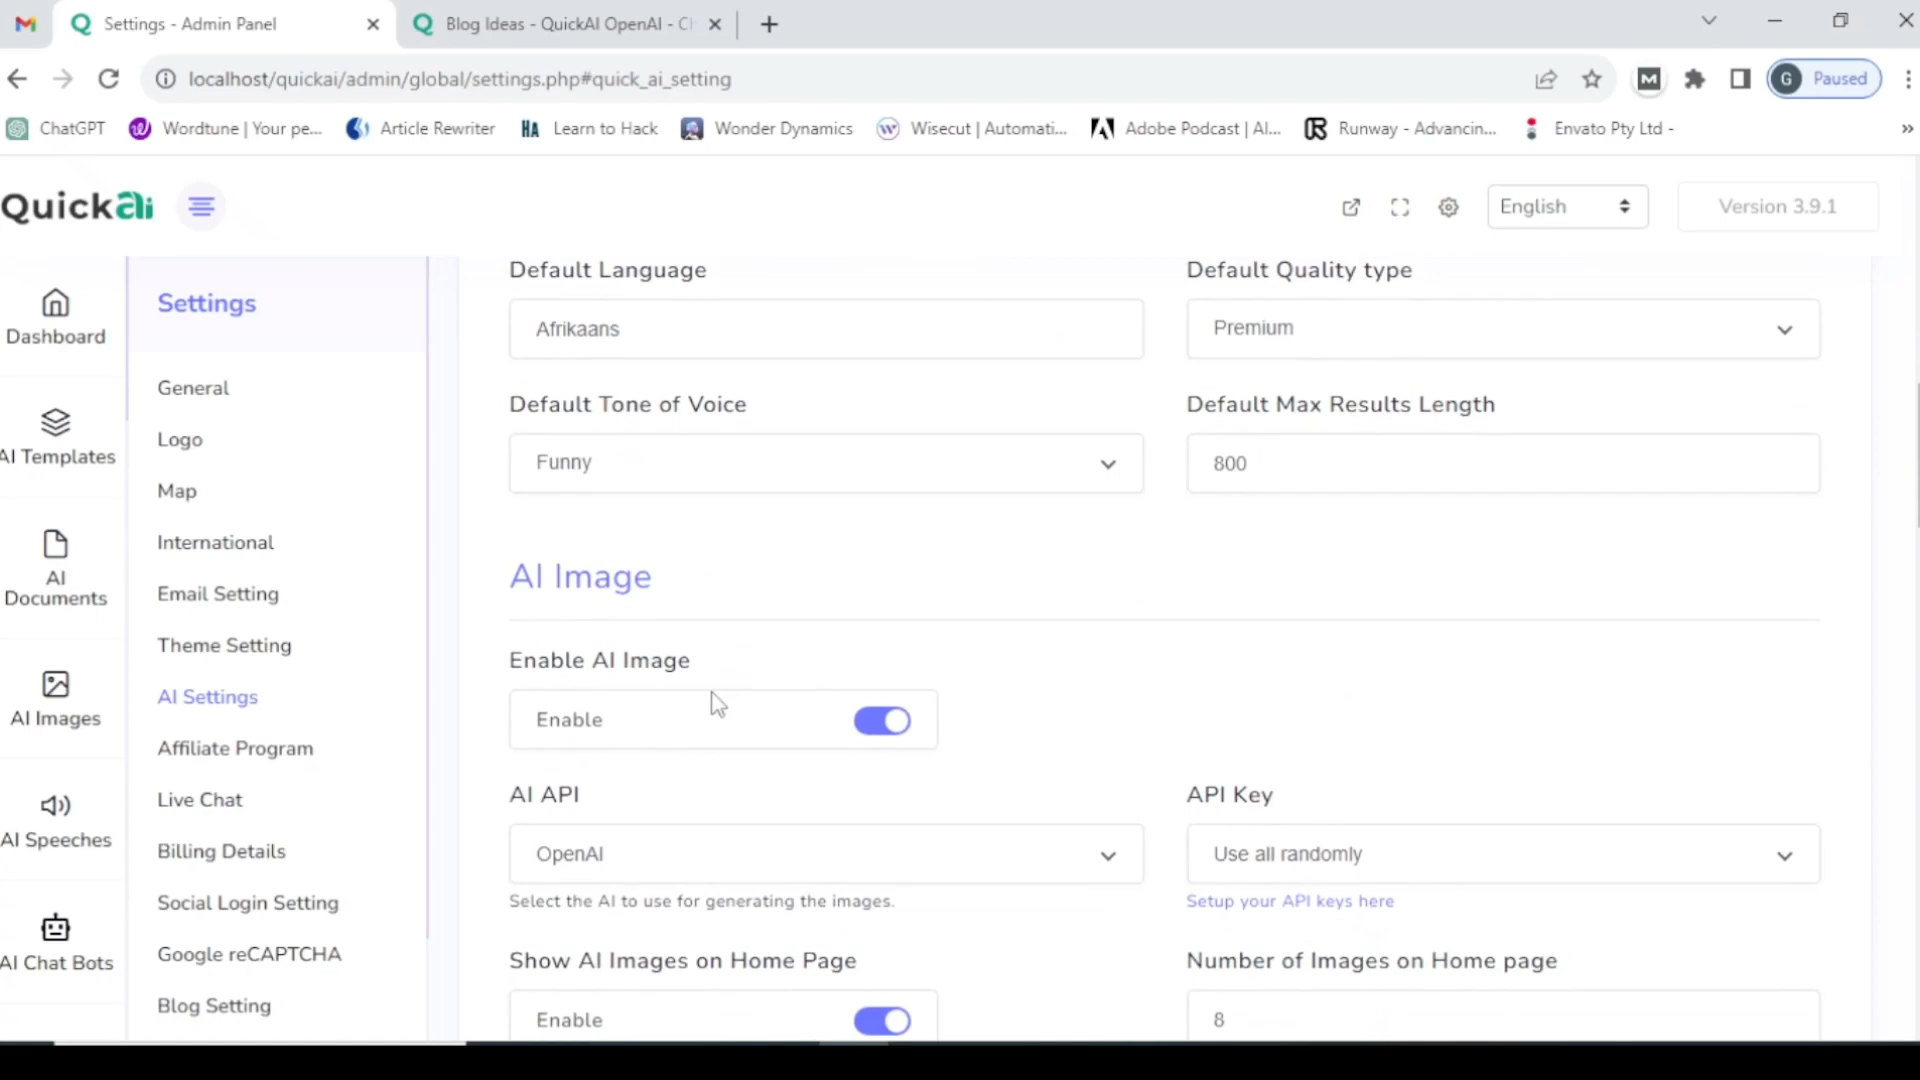 Settings - Admin Panel
Blog Ideas - QuickAI OpenAI - Ch
localhost/quickai/admin/global/settings.php#quick_ai_setting
G Paused
ChatGPT
Wordtune | Your pe...
Article Rewriter
HA Learn to Hack
Wonder Dynamics
Wisecut | Automati...
Adobe Podcast | AI...
Runway - Advancin...
Envato Pty Ltd -
»
Quickai
English
Version 3.9.1
Dashboard
AI Templates
AI
Documents
AI Images
AI Speeches
AI Chat Bots
Settings
General
Logo
Map
International
Email Setting
Theme Setting
AI Settings
Affiliate Program
Live Chat
Billing Details
Social Login Setting
Google reCAPTCHA
Blog Setting
Default Language
Default Quality type
Afrikaans
Premium
Default Tone of Voice
Default Max Results Length
Funny
800
AI Image
Enable AI Image
Enable
AI API
API Key
OpenAI
Use all randomly
Select the AI to use for generating the images.
Setup your API keys here
Show AI Images on Home Page
Number of Images on Home page
Enable
8